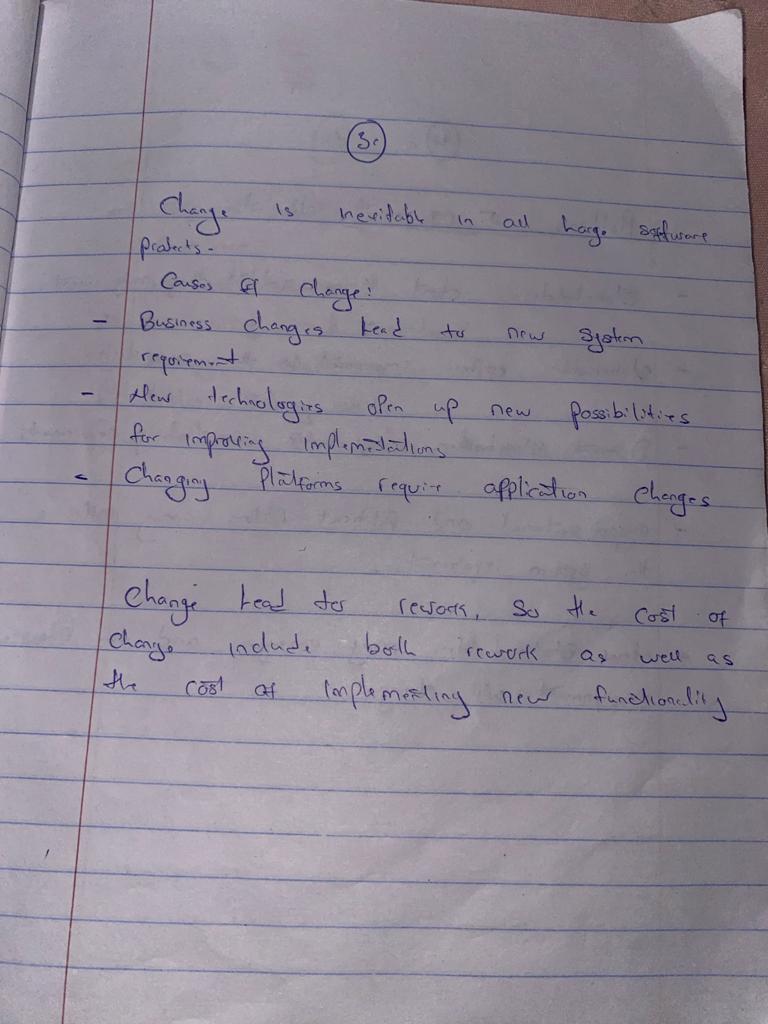 3c
Change is inevitable in all large software
projects.
Causes of change:
- Business changes lead to new system
requirement
- New technologies open up new possibilities
for improving implementations
- Changing Platforms require application changes
Change lead to rework, So the cost of
change include both rework as well as
the cost of implementing new functionality